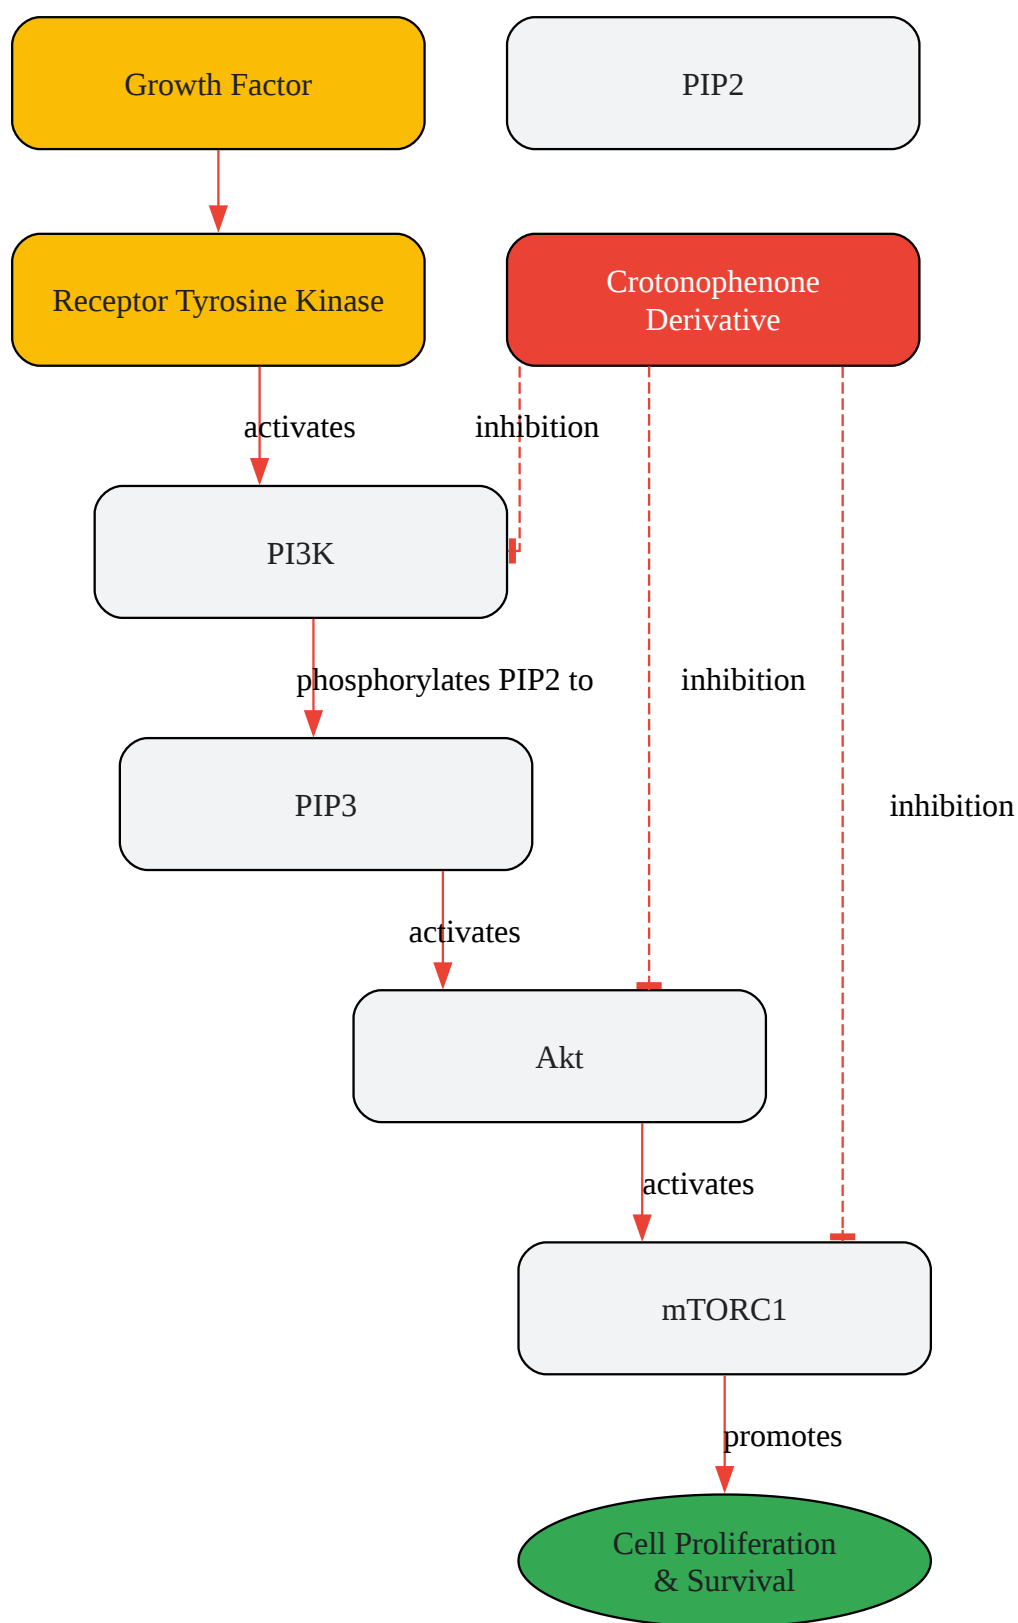 Growth Factor
PIP2
Receptor Tyrosine Kinase
Crotonophenone
Derivative
activates
inhibition
PI3K
phosphorylates PIP2 to
inhibition
PIP3
inhibition
activates
Akt
activates
mTORC1
promotes
Cell Proliferation
& Survival